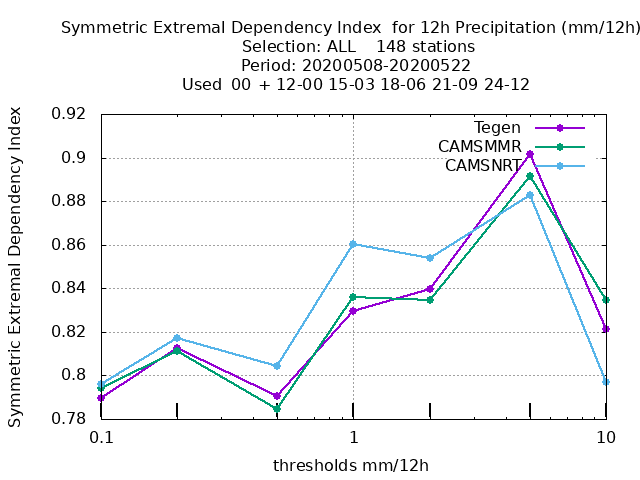 Symmetric Extremal Dependency Index  for 12h Precipitation (mm/12h)
Selection: ALL    148 stations
Period: 20200508-20200522
Used  00 + 12-00 15-03 18-06 21-09 24-12
Symmetric Extremal Dependency Index
0.92
0.9
0.88
0.86
0.84
0.82
0.8
0.78
Tegen
CAMSMMR
CAMSNRT
0.1
1
10
thresholds mm/12h